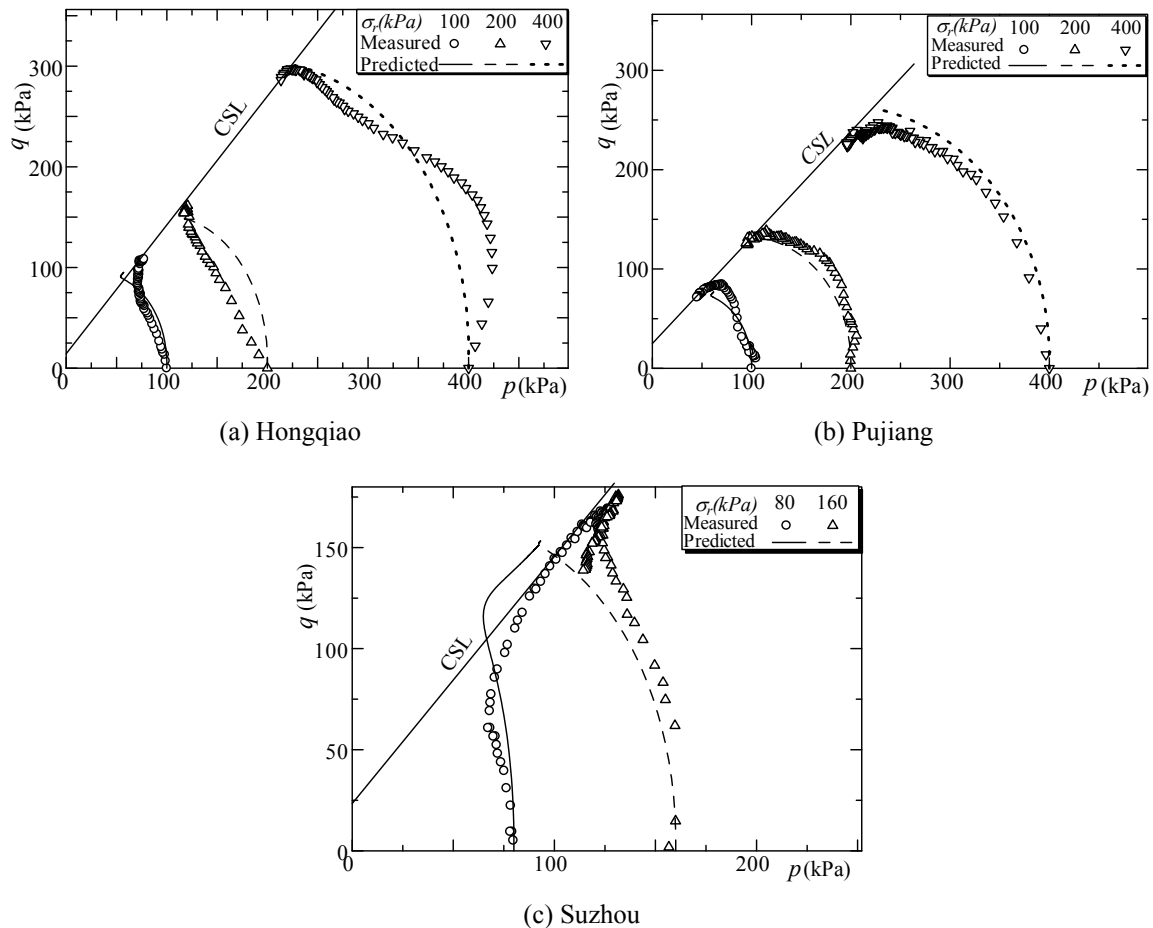 σr(kPa) 100 200 400
Measured
Predicted
300
200
100
0
q (kPa)
CSL
0 100 200 300 400 p (kPa)
(a) Hongqiao
σr(kPa) 100 200 400
Measured
Predicted
300
200
100
0
q (kPa)
CSL
0 100 200 300 400 p (kPa)
(b) Pujiang
σr(kPa) 80 160
Measured
Predicted
150
100
50
0
q (kPa)
CSL
0 100 200 p (kPa)
(c) Suzhou